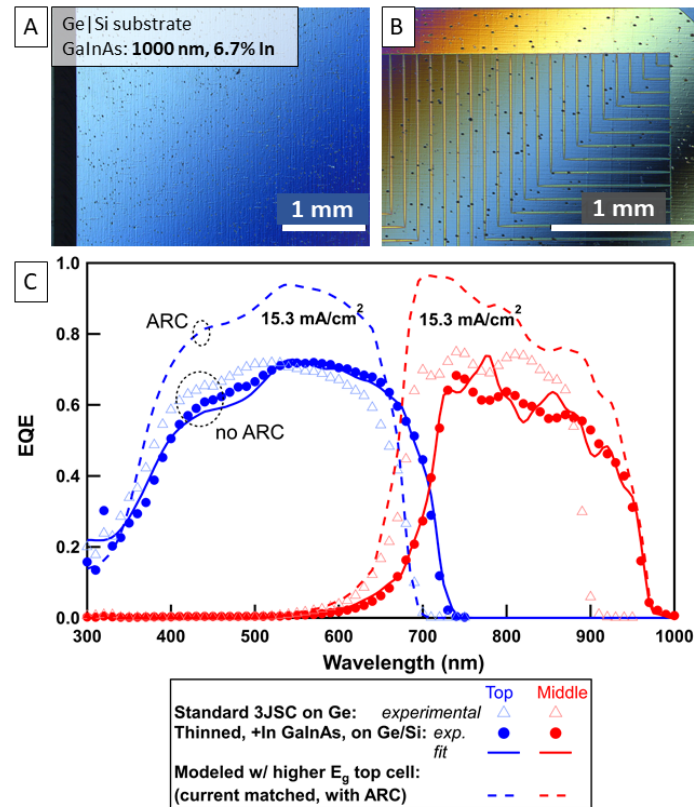 A
Ge|Si substrate
GaInAs: 1000 nm, 6.7% In
1 mm
B
1 mm
C
1.0
0.8
0.6
0.4
0.2
0.0
EQE
ARC
no ARC
15.3 mA/cm²
15.3 mA/cm²
300 400 500 600 700 800 900 1000
Wavelength (nm)
Top Middle
Standard 3JSC on Ge: experimental
Thinned, +In GaInAs, on Ge/Si: exp.
fit
Modeled w/ higher Eg top cell:
(current matched, with ARC)